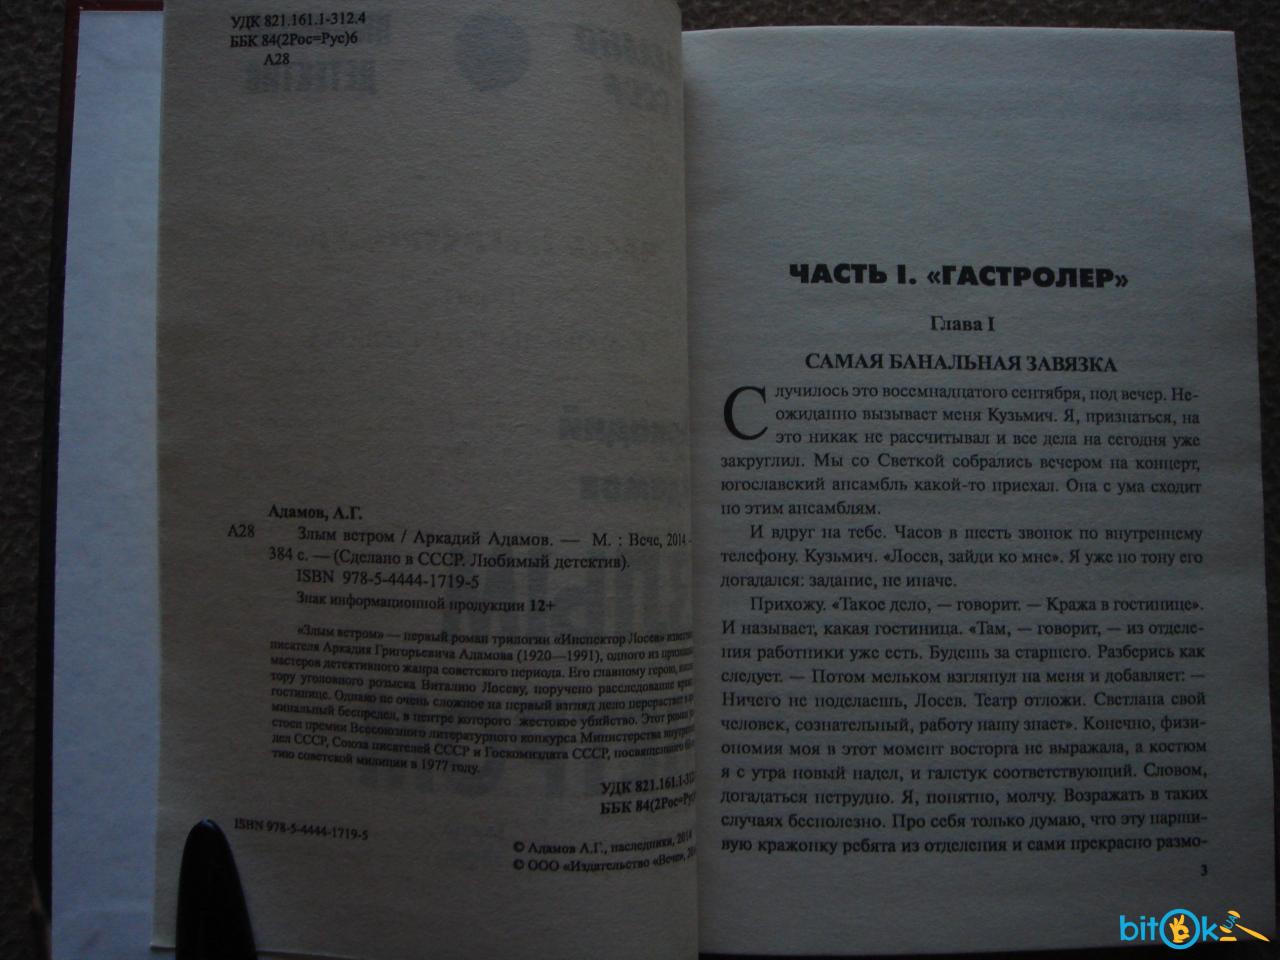 УДК 821.161.1-312.4
ББК 84(2Рос=Рус)6
А28
Адамов, А.Г.
А28 Злым ветром / Аркадий Адамов. — М. : Вече, 2014 -
384 с. — (Сделано в СССР. Любимый детектив).
ISBN 978-5-4444-1719-5
Знак информационной продукции 12+
«Злым ветром» — первый роман трилогии «Инспектор Лосев»
писателя Аркадия Григорьевича Адамова (1920—1991), одного из
мастеров детективного жанра советского периода. Его главному герою,
тору уголовного розыска Виталию Лосеву, поручено расследование
гостинице. Однако не очень сложное на первый взгляд дело перерастает в
минальный беспредел, в центре которого жестокое убийство. Этот роман
стоен премии Всесоюзного литературного конкурса Министерства
дел СССР, Союза писателей СССР и Госкомиздата СССР, посвященного
тию советской милиции в 1977 году.
УДК 821.161.1-312
ББК 84(2Рос=Рус
ISBN 978-5-4444-1719-5
© Адамов А.Г., наследники, 2014
© ООО «Издательство «Вече», 20
ЧАСТЬ I. «ГАСТРОЛЕР»
Глава I
САМАЯ БАНАЛЬНАЯ ЗАВЯЗКА
Случилось это восемнадцатого сентября, под вечер. Не-
ожиданно вызывает меня Кузьмич. Я, признаться, на
это никак не рассчитывал и все дела на сегодня уже
закруглил. Мы со Светкой собрались вечером на концерт,
югославский ансамбль какой-то приехал. Она с ума сходит
по этим ансамблям.
И вдруг на тебе. Часов в шесть звонок по внутреннему
телефону. Кузьмич. «Лосев, зайди ко мне». Я уже по тону его
догадался: задание, не иначе.
Прихожу. «Такое дело, — говорит. — Кража в гостинице».
И называет, какая гостиница. «Там, — говорит, — из отделе-
ния работники уже есть. Будешь за старшего. Разберись как
следует. — Потом мельком взглянул на меня и добавляет: —
Ничего не поделаешь, Лосев. Театр отложи. Светлана свой
человек, сознательный, работу нашу знает». Конечно, физи-
ономия моя в этот момент восторга не выражала, а костюм
я с утра новый надел, и галстук соответствующий. Словом,
догадаться нетрудно. Я, понятно, молчу. Возражать в таких
случаях бесполезно. Про себя только думаю, что эту парши-
вую кражонку ребята из отделения и сами прекрасно размо-
3
bitOk
UA